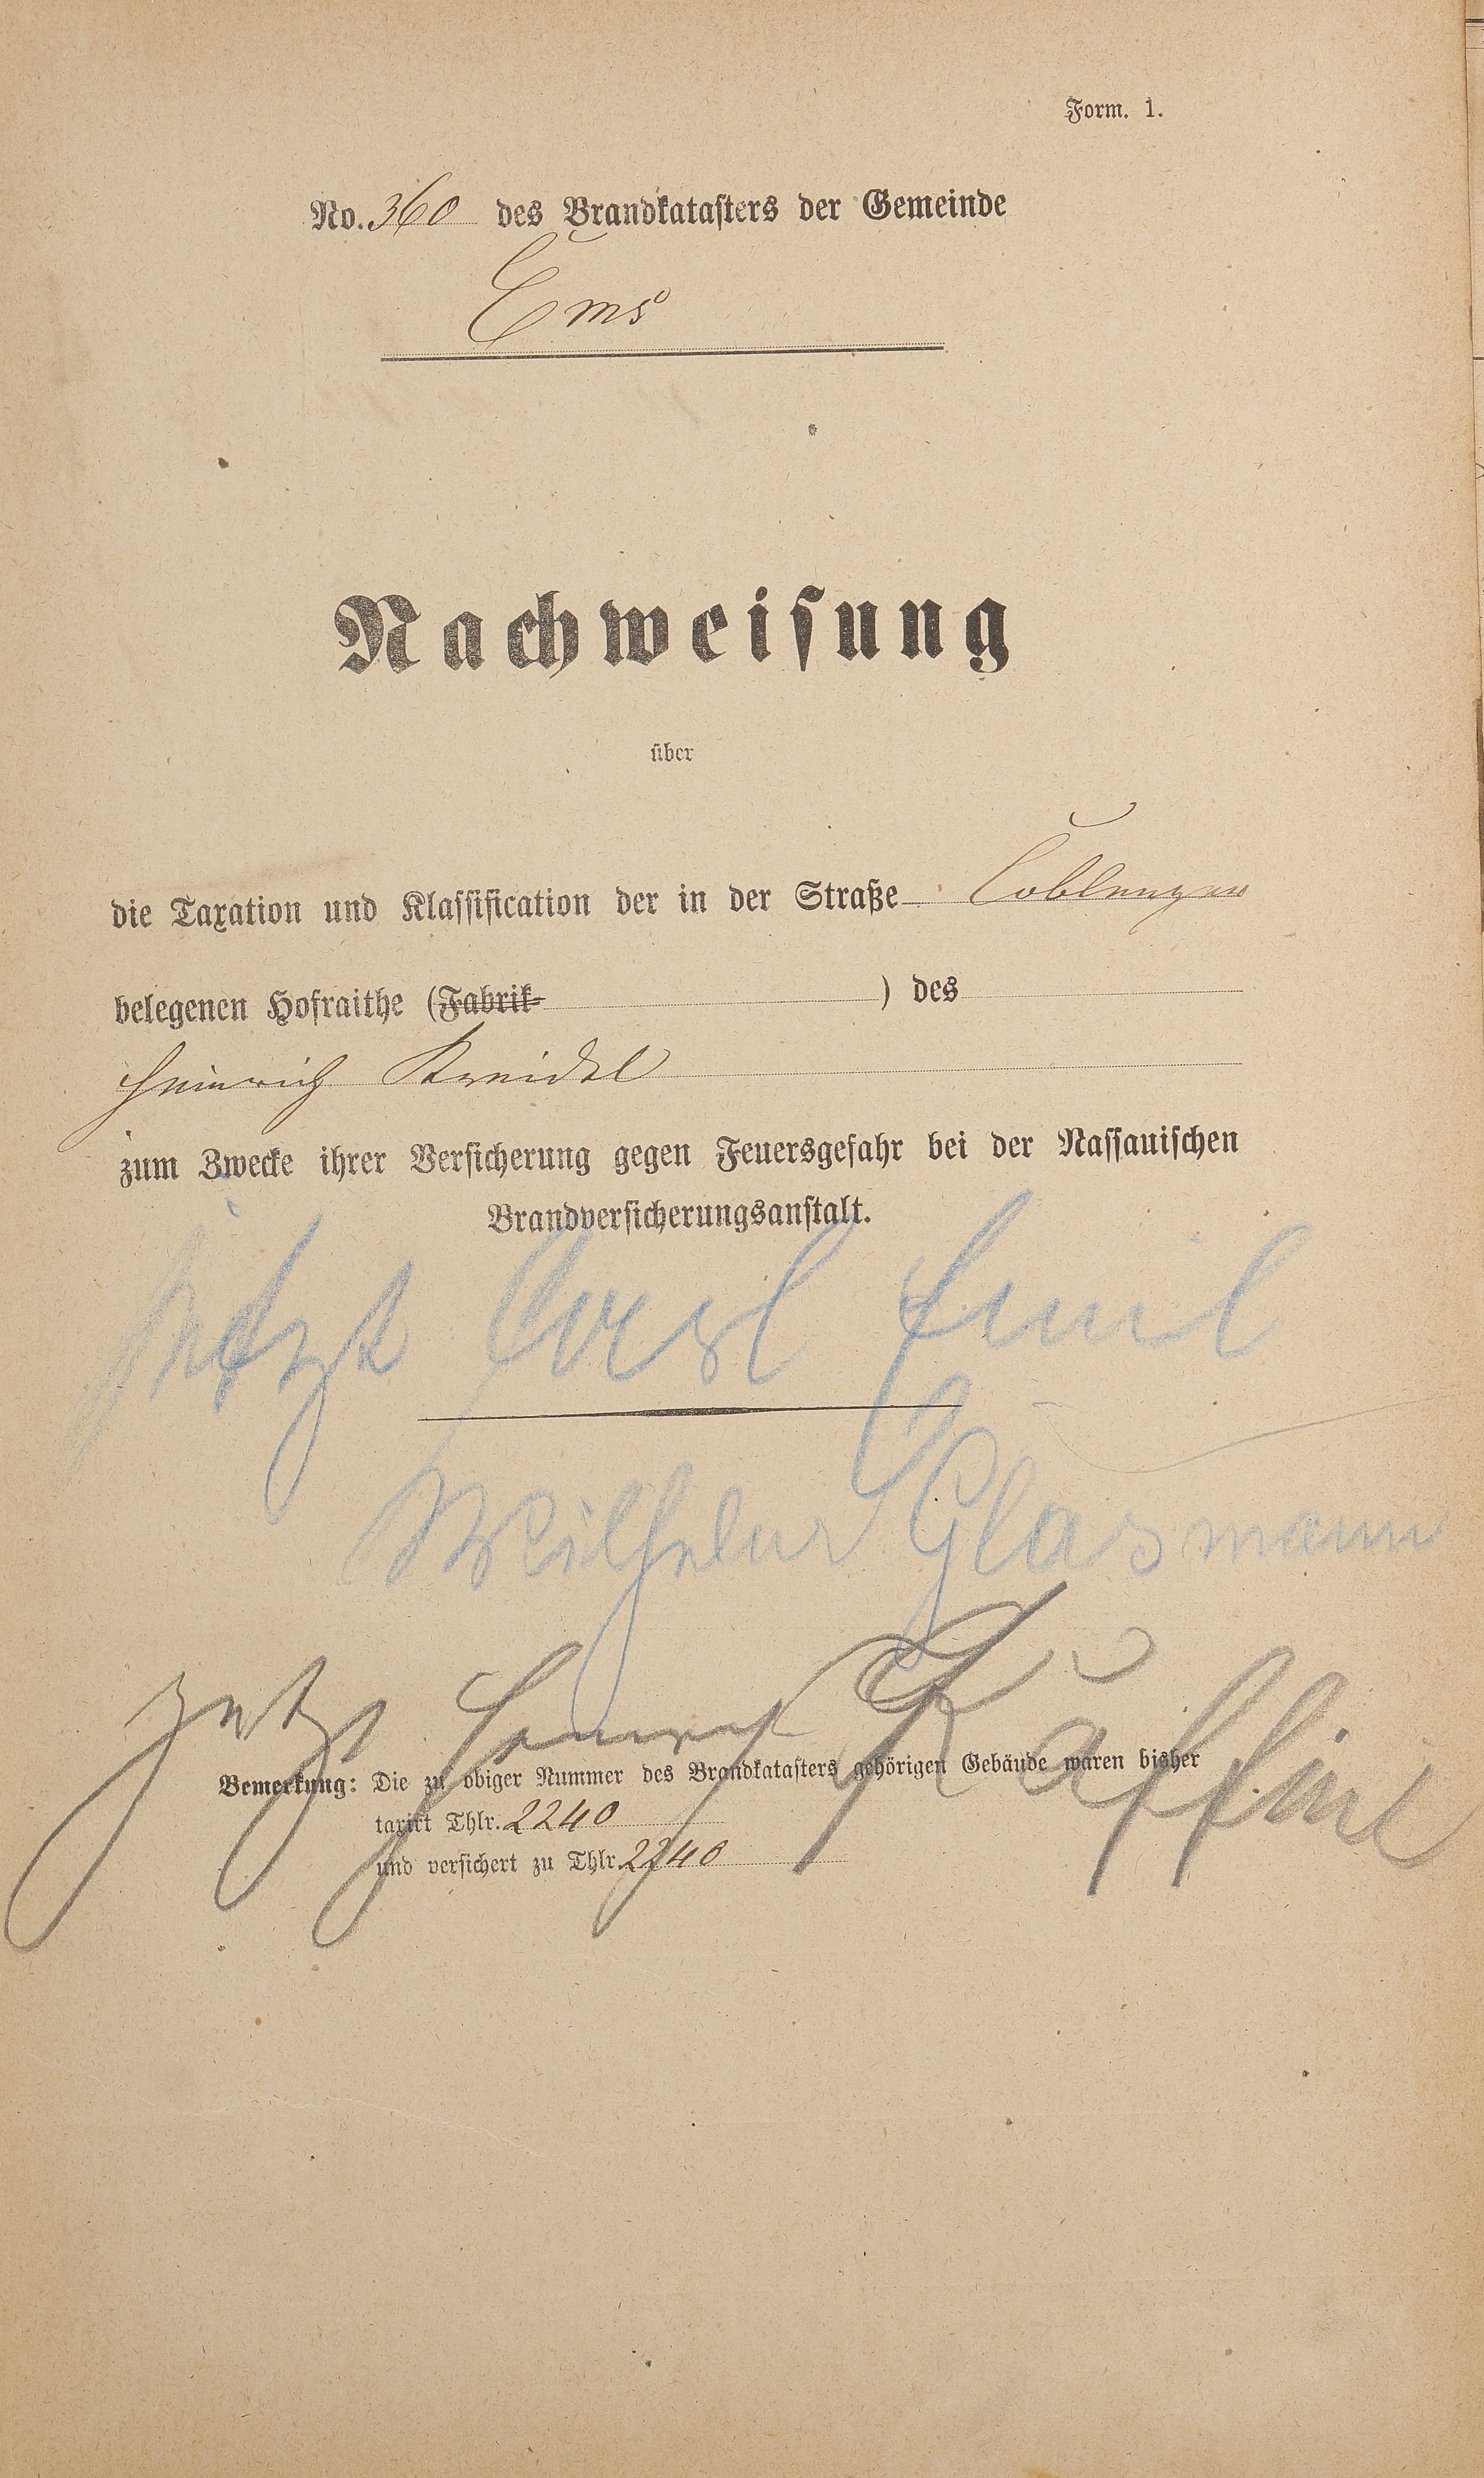 Form. 1.
No. 360 des Brandkatasters der Gemeinde
Ems
Nachweisung
über
die Taxation und Klassification der in der Straße Coblenzer
belegenen Hofraithe (Fabrik- ) des
Heinrich Kreidel
zum Zwecke ihrer Versicherung gegen Feuersgefahr bei der Nassauischen
Brandversicherungsanstalt.
jetzt Carl Emil
Wilhelm Glasmann
jetzt
Bemerkung: Die zu obiger Nummer des Brandkatasters gehörigen Gebäude waren bisher
taxirt Thlr. 2240
und versichert zu Thlr. 2240